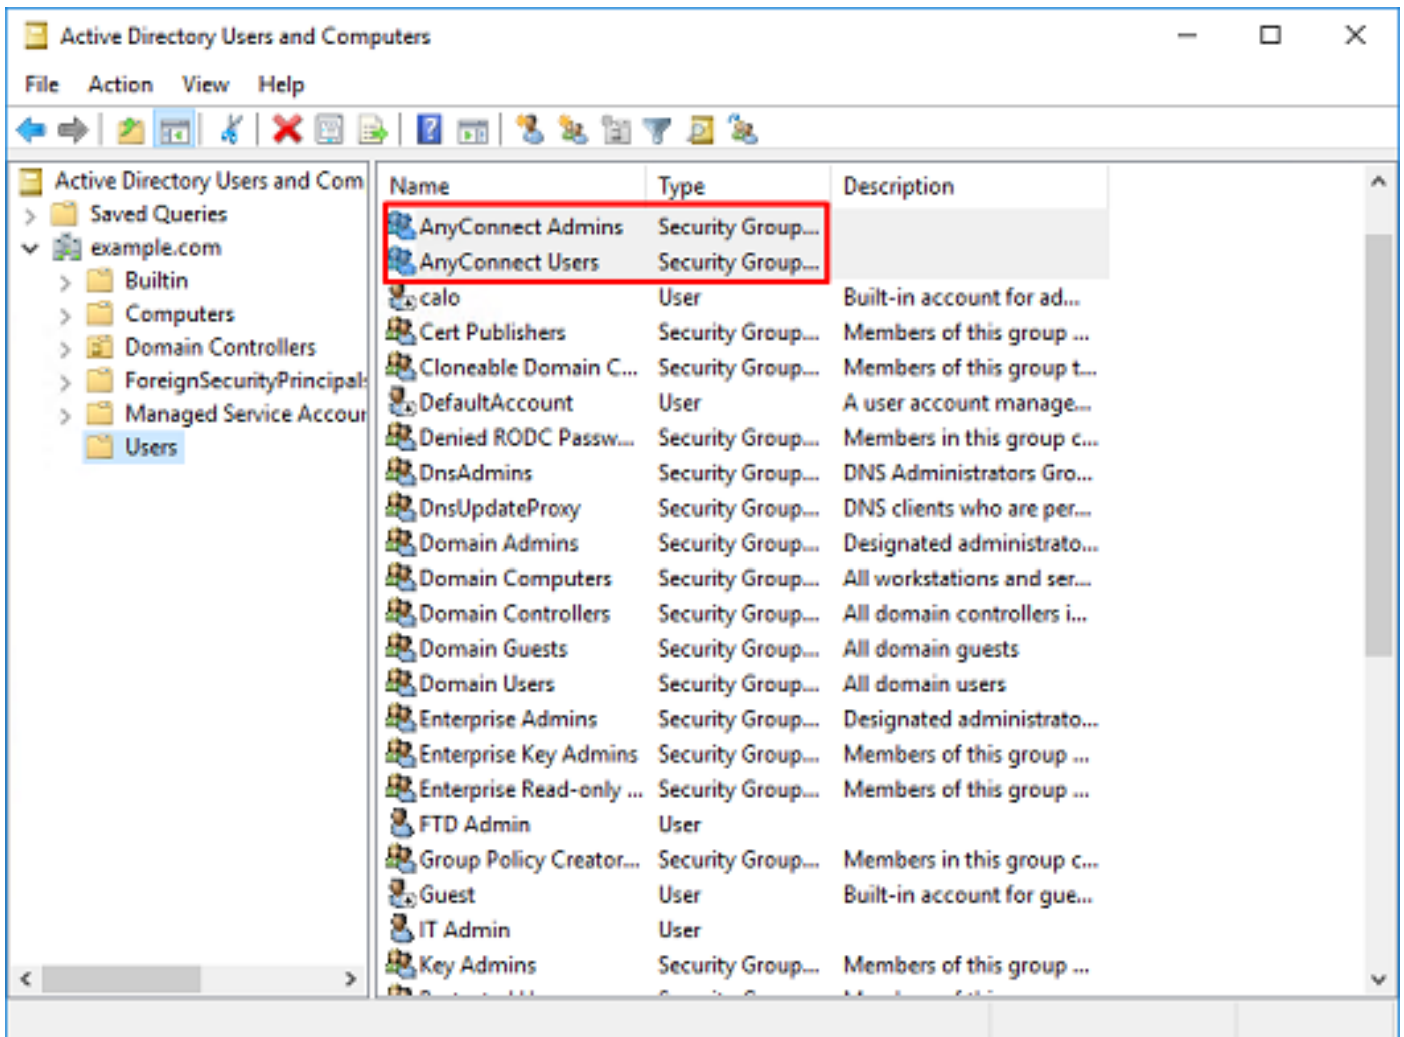 Active Directory Users and Computers
File Action View Help
Active Directory Users and Com
Saved Queries
example.com
Builtin
Computers
Domain Controllers
ForeignSecurityPrincipals
Managed Service Accour
Users
Name Type Description
AnyConnect Admins Security Group...
AnyConnect Users Security Group...
calo User Built-in account for ad...
Cert Publishers Security Group... Members of this group ...
Cloneable Domain C... Security Group... Members of this group t...
DefaultAccount User A user account manage...
Denied RODC Passw... Security Group... Members in this group c...
DnsAdmins Security Group... DNS Administrators Gro...
DnsUpdateProxy Security Group... DNS clients who are per...
Domain Admins Security Group... Designated administrato...
Domain Computers Security Group... All workstations and ser...
Domain Controllers Security Group... All domain controllers i...
Domain Guests Security Group... All domain guests
Domain Users Security Group... All domain users
Enterprise Admins Security Group... Designated administrato...
Enterprise Key Admins Security Group... Members of this group ...
Enterprise Read-only ... Security Group... Members of this group ...
FTD Admin User
Group Policy Creator... Security Group... Members in this group c...
Guest User Built-in account for gue...
IT Admin User
Key Admins Security Group... Members of this group ...